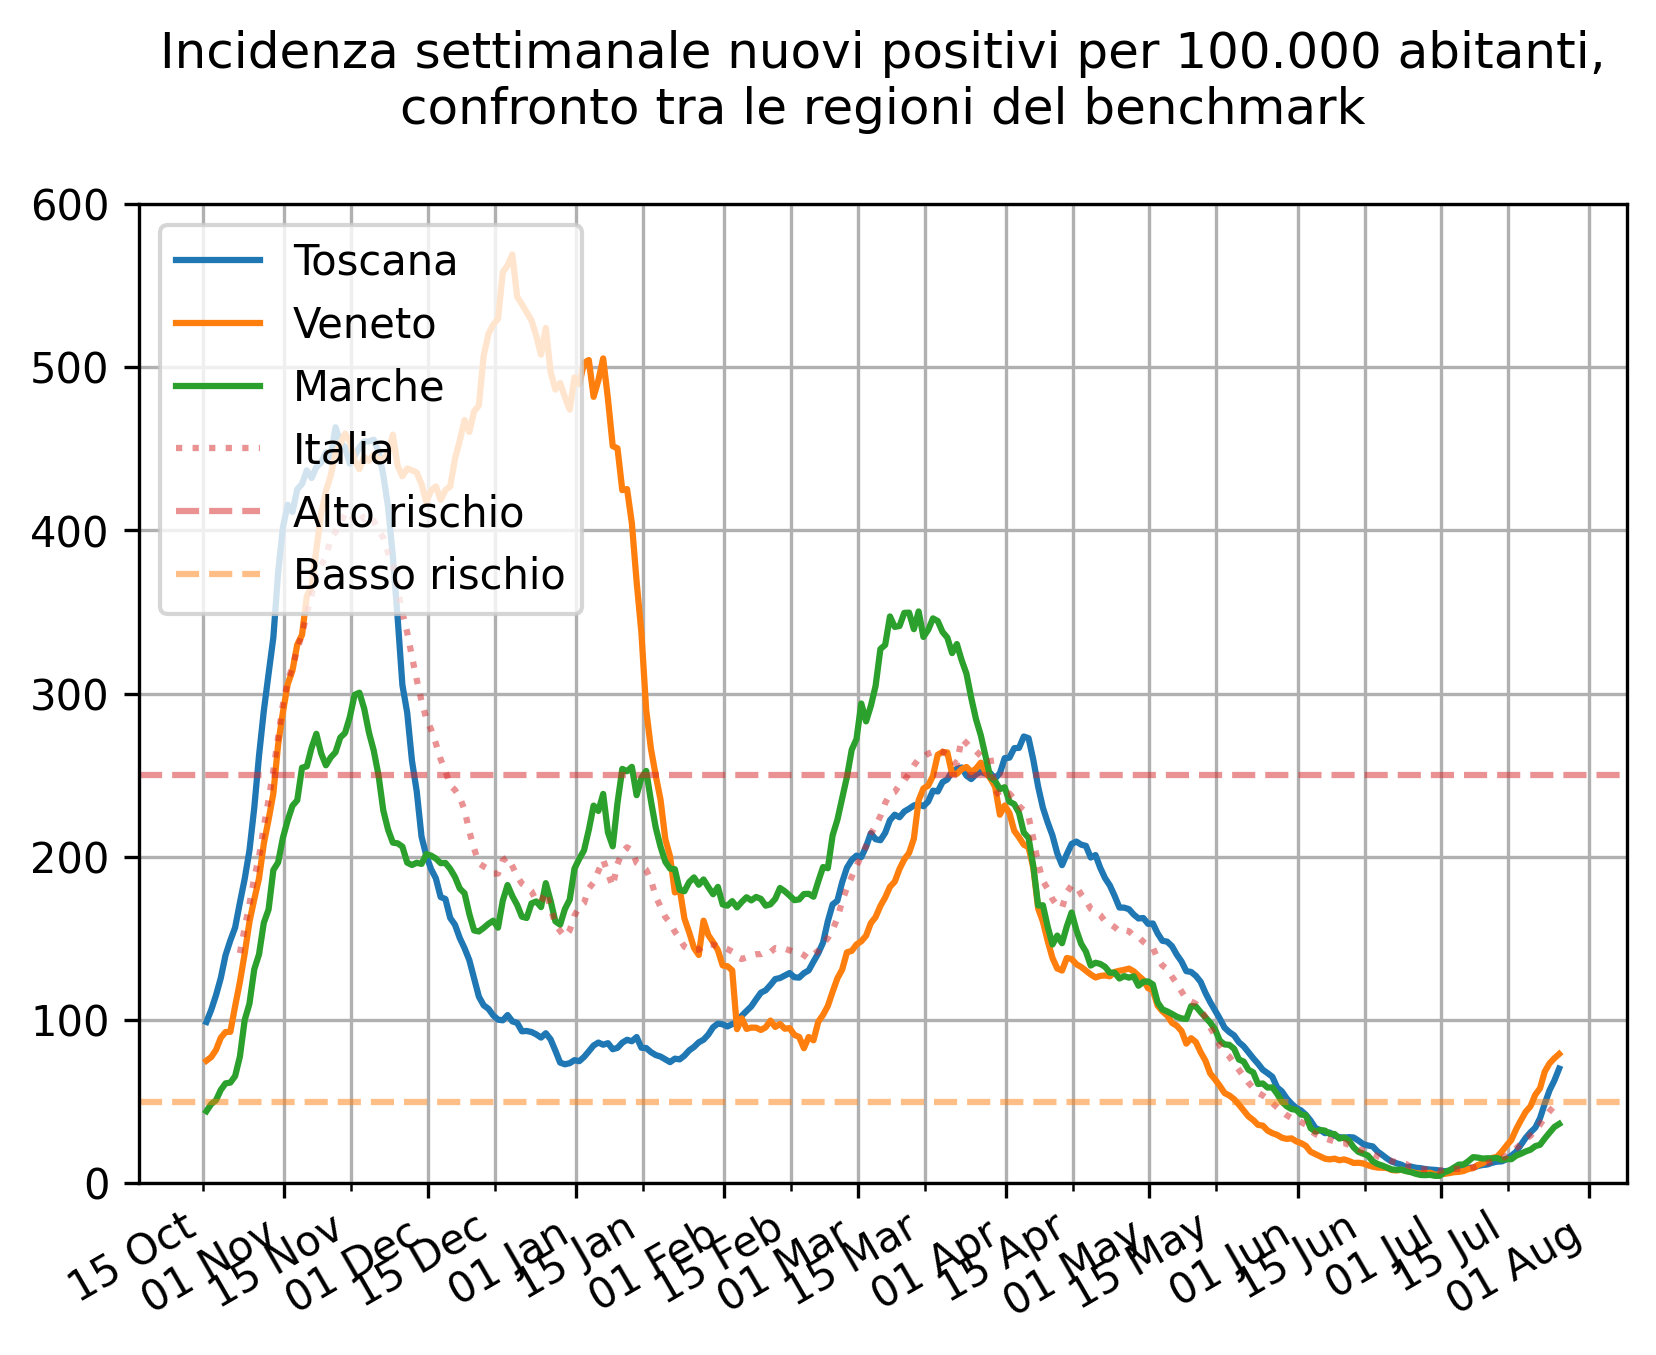 Incidenza settimanale nuovi positivi per 100.000 abitanti,
confronto tra le regioni del benchmark
600
500
400
300
200
100
0
Toscana
Veneto
Marche
Italia
Alto rischio
Basso rischio
15 Oct
01 Nov
15 Nov
01 Dec
15 Dec
01 Jan
15 Jan
01 Feb
15 Feb
01 Mar
15 Mar
01 Apr
15 Apr
01 May
15 May
01 Jun
15 Jun
01 Jul
15 Jul
01 Aug